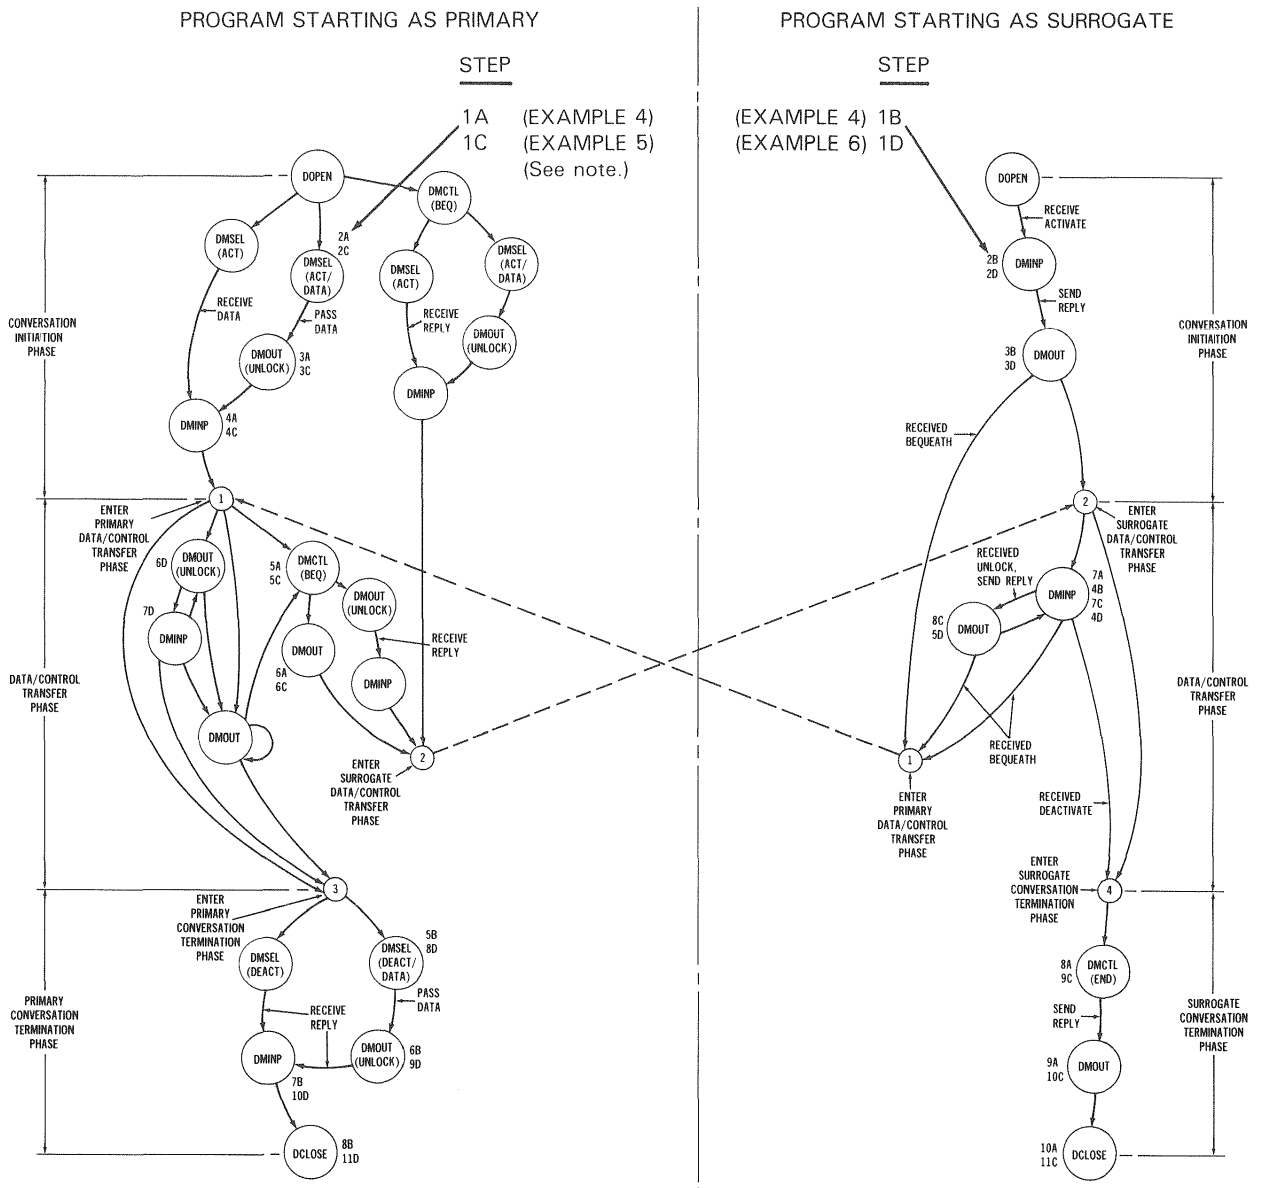 PROGRAM STARTING AS PRIMARY
STEP
1A (EXAMPLE 4)
1C (EXAMPLE 5)
(See note.)
DOPEN
DMCTL
(BEQ)
DMSEL
(ACT)
2A
2C
DMSEL
(ACT/
DATA)
DMSEL
(ACT)
DMSEL
(ACT/
DATA)
RECEIVE
DATA
PASS
DATA
RECEIVE
REPLY
DMOUT
(UNLOCK)
3A
3C
DMOUT
(UNLOCK)
CONVERSATION
INITIATION
PHASE
DMINP
DMINP
4A
4C
1
ENTER
PRIMARY
DATA/CONTROL
TRANSFER
PHASE
6D
DMOUT
(UNLOCK)
5A
5C
DMCTL
(BEQ)
DMOUT
(UNLOCK)
7D
DMINP
DMOUT
RECEIVE
REPLY
6A
6C
DMINP
DATA/CONTROL
TRANSFER
PHASE
DMOUT
2
ENTER
SURROGATE
DATA/CONTROL
TRANSFER
PHASE
3
ENTER
PRIMARY
CONVERSATION
TERMINATION
PHASE
DMSEL
(DEACT)
DMSEL
(DEACT/
DATA)
5B
8D
PASS
DATA
RECEIVE
REPLY
PRIMARY
CONVERSATION
TERMINATION
PHASE
DMINP
7B
10D
DMOUT
(UNLOCK)
6B
9D
DCLOSE
8B
11D
PROGRAM STARTING AS SURROGATE
STEP
(EXAMPLE 4) 1B
(EXAMPLE 6) 1D
DOPEN
RECEIVE
ACTIVATE
2B
2D
DMINP
SEND
REPLY
3B
3D
DMOUT
CONVERSATION
INITIATION
PHASE
RECEIVED
BEQUEATH
2
ENTER
SURROGATE
DATA/CONTROL
TRANSFER
PHASE
RECEIVED
UNLOCK,
SEND REPLY
DMINP
7A
4B
7C
4D
8C
5D
DMOUT
DATA/CONTROL
TRANSFER
PHASE
RECEIVED
BEQUEATH
1
ENTER
PRIMARY
DATA/CONTROL
TRANSFER
PHASE
RECEIVED
DEACTIVATE
ENTER
SURROGATE
CONVERSATION
TERMINATION
PHASE
4
8A
9C
DMCTL
(END)
SEND
REPLY
SURROGATE
CONVERSATION
TERMINATION
PHASE
9A
10C
DMOUT
10A
11C
DCLOSE